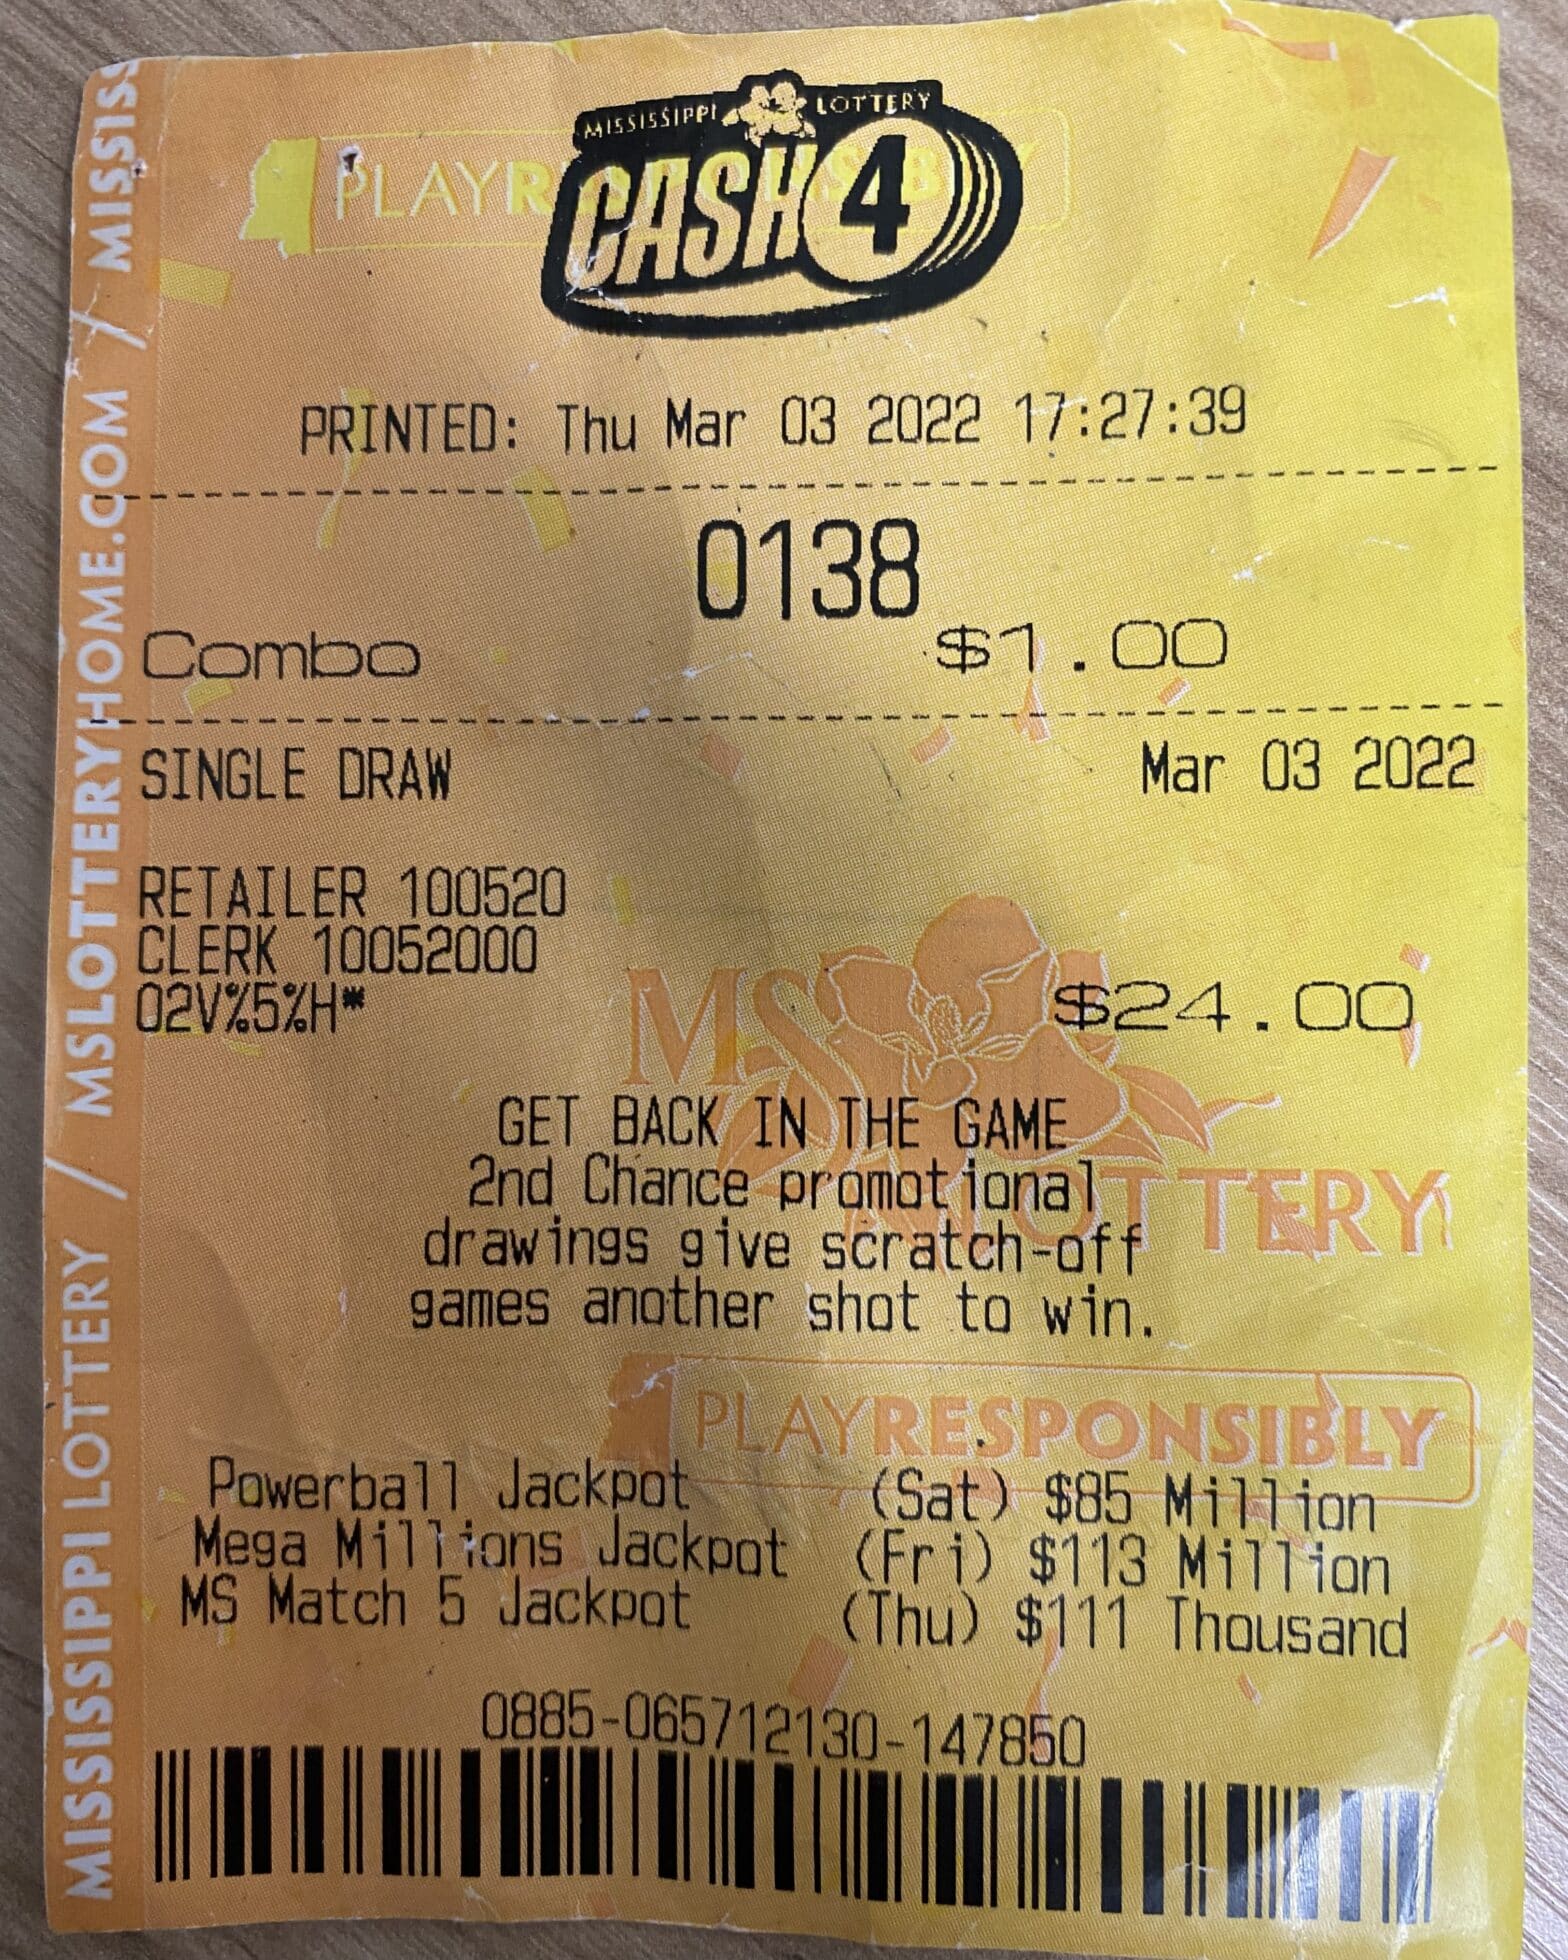 MISSISSIPPI LOTTERY
CASH 4
PLAY
PRINTED: Thu Mar 03 2022 17:27:39
0138
Combo $1.00
SINGLE DRAW Mar 03 2022
RETAILER 100520
CLERK 10052000
02V%5%H* $24.00
MS
LOTTERY
GET BACK IN THE GAME
2nd Chance promotional
drawings give scratch-off
games another shot to win.
PLAYRESPONSIBLY
Powerball Jackpot (Sat) $85 Million
Mega Millions Jackpot (Fri) $113 Million
MS Match 5 Jackpot (Thu) $111 Thousand
0885-065712130-147850
MISSISSIPPI LOTTERY / MSLOTTERYHOME.COM / MISSISS